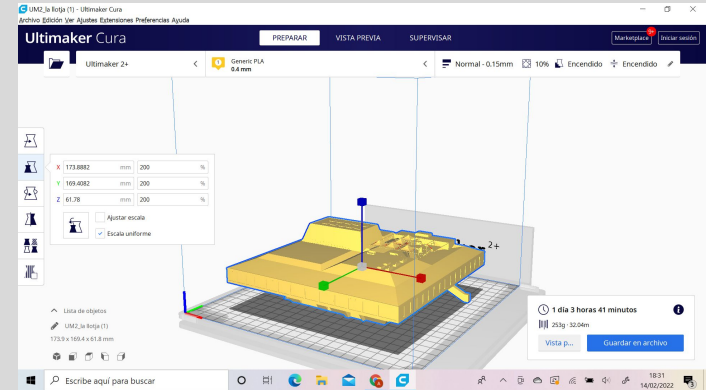 UM2_la llotja (1) - Ultimaker Cura
Archivo Edición Ver Ajustes Extensiones Preferencias Ayuda
Ultimaker Cura
PREPARAR
VISTA PREVIA
SUPERVISAR
Marketplace
9+
Iniciar sesión
Ultimaker 2+
Generic PLA
0.4 mm
Normal - 0.15mm
10%
Encendido
Encendido
X 173.8882 mm 200 %
Y 169.4082 mm 200 %
Z 61.78 mm 200 %
Ajustar escala
Escala uniforme
2+
Lista de objetos
UM2_la llotja (1)
173.9 x 169.4 x 61.8 mm
1 día 3 horas 41 minutos
253g · 32.04m
Vista p...
Guardar en archivo
Escribe aquí para buscar
18:31
14/02/2022
3